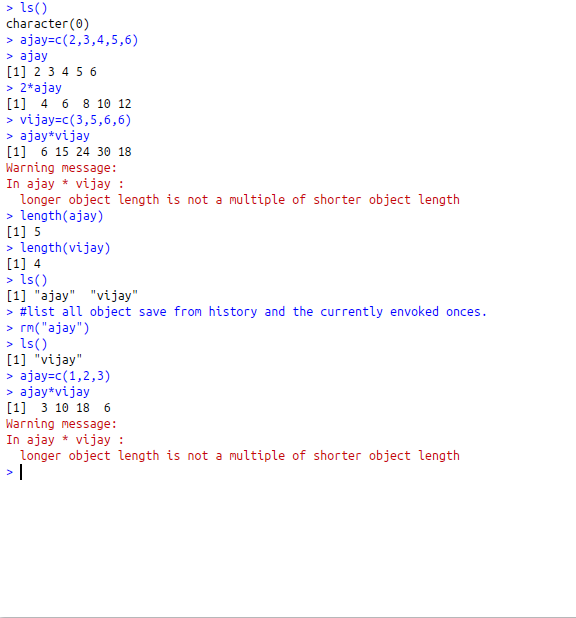 > ls()
character(0)
> ajay=c(2,3,4,5,6)
> ajay
[1] 2 3 4 5 6
> 2*ajay
[1]  4  6  8 10 12
> vijay=c(3,5,6,6)
> ajay*vijay
[1]  6 15 24 30 18
Warning message:
In ajay * vijay :
  longer object length is not a multiple of shorter object length
> length(ajay)
[1] 5
> length(vijay)
[1] 4
> ls()
[1] "ajay"  "vijay"
> #list all object save from history and the currently envoked onces.
> rm("ajay")
> ls()
[1] "vijay"
> ajay=c(1,2,3)
> ajay*vijay
[1]  3 10 18  6
Warning message:
In ajay * vijay :
  longer object length is not a multiple of shorter object length
>